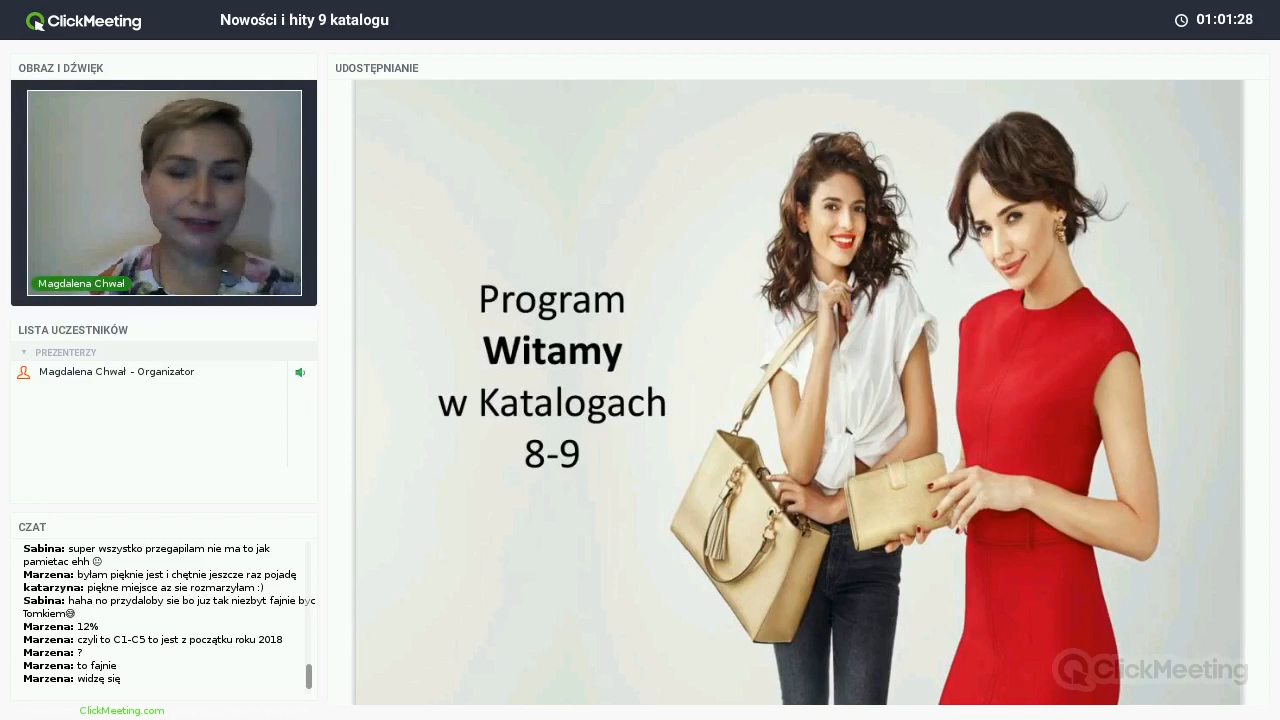 ClickMeeting
Nowości i hity 9 katalogu
01:01:28
OBRAZ I DŹWIĘK
Magdalena Chwał
LISTA UCZESTNIKÓW
PREZENTERZY
Magdalena Chwał - Organizator
CZAT
Sabina: super wszystko przegapilam nie ma to jak
pamietac ehh ☹
Marzena: byłam pięknie jest i chętnie jeszcze raz pojadę
katarzyna: piękne miejsce az sie rozmarzyłam :)
Sabina: haha no przydaloby sie bo juz tak niezbyt fajnie byc
Tomkiem😅
Marzena: 12%
Marzena: czyli to C1-C5 to jest z początku roku 2018
Marzena: ?
Marzena: to fajnie
Marzena: widzę się
ClickMeeting.com
UDOSTĘPNIANIE
Program
Witamy
w Katalogach
8-9
ClickMeeting